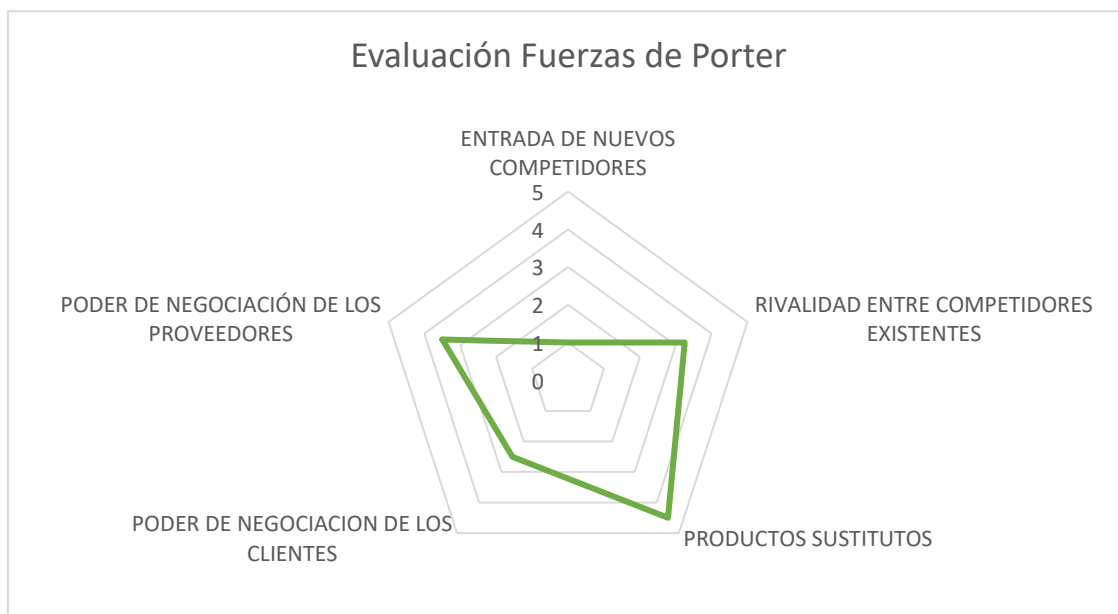 Evaluación Fuerzas de Porter
ENTRADA DE NUEVOS
COMPETIDORES
5
4
3
2
1
0
RIVALIDAD ENTRE COMPETIDORES
EXISTENTES
PRODUCTOS SUSTITUTOS
PODER DE NEGOCIACION DE LOS
CLIENTES
PODER DE NEGOCIACIÓN DE LOS
PROVEEDORES